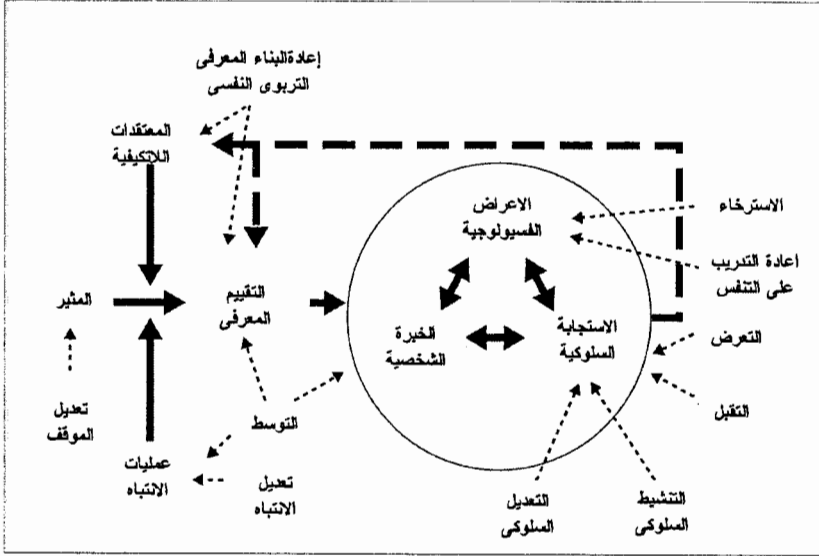 إعادةالبناء المعرفى
التربوى النفسى
المعتقدات
اللاتكيفية
الاعراض
الفسيولوجية
الاسترخاء
اعادة التدريب
على التنفس
المثير
التقييم
المعرفى
الخبرة
الشخصية
الاستجابة
السلوكية
التعرض
التقبل
تعديل
الموقف
التوسط
عمليات
الانتباه
تعديل
الانتباه
التعديل
السلوكى
التنشيط
السلوكى